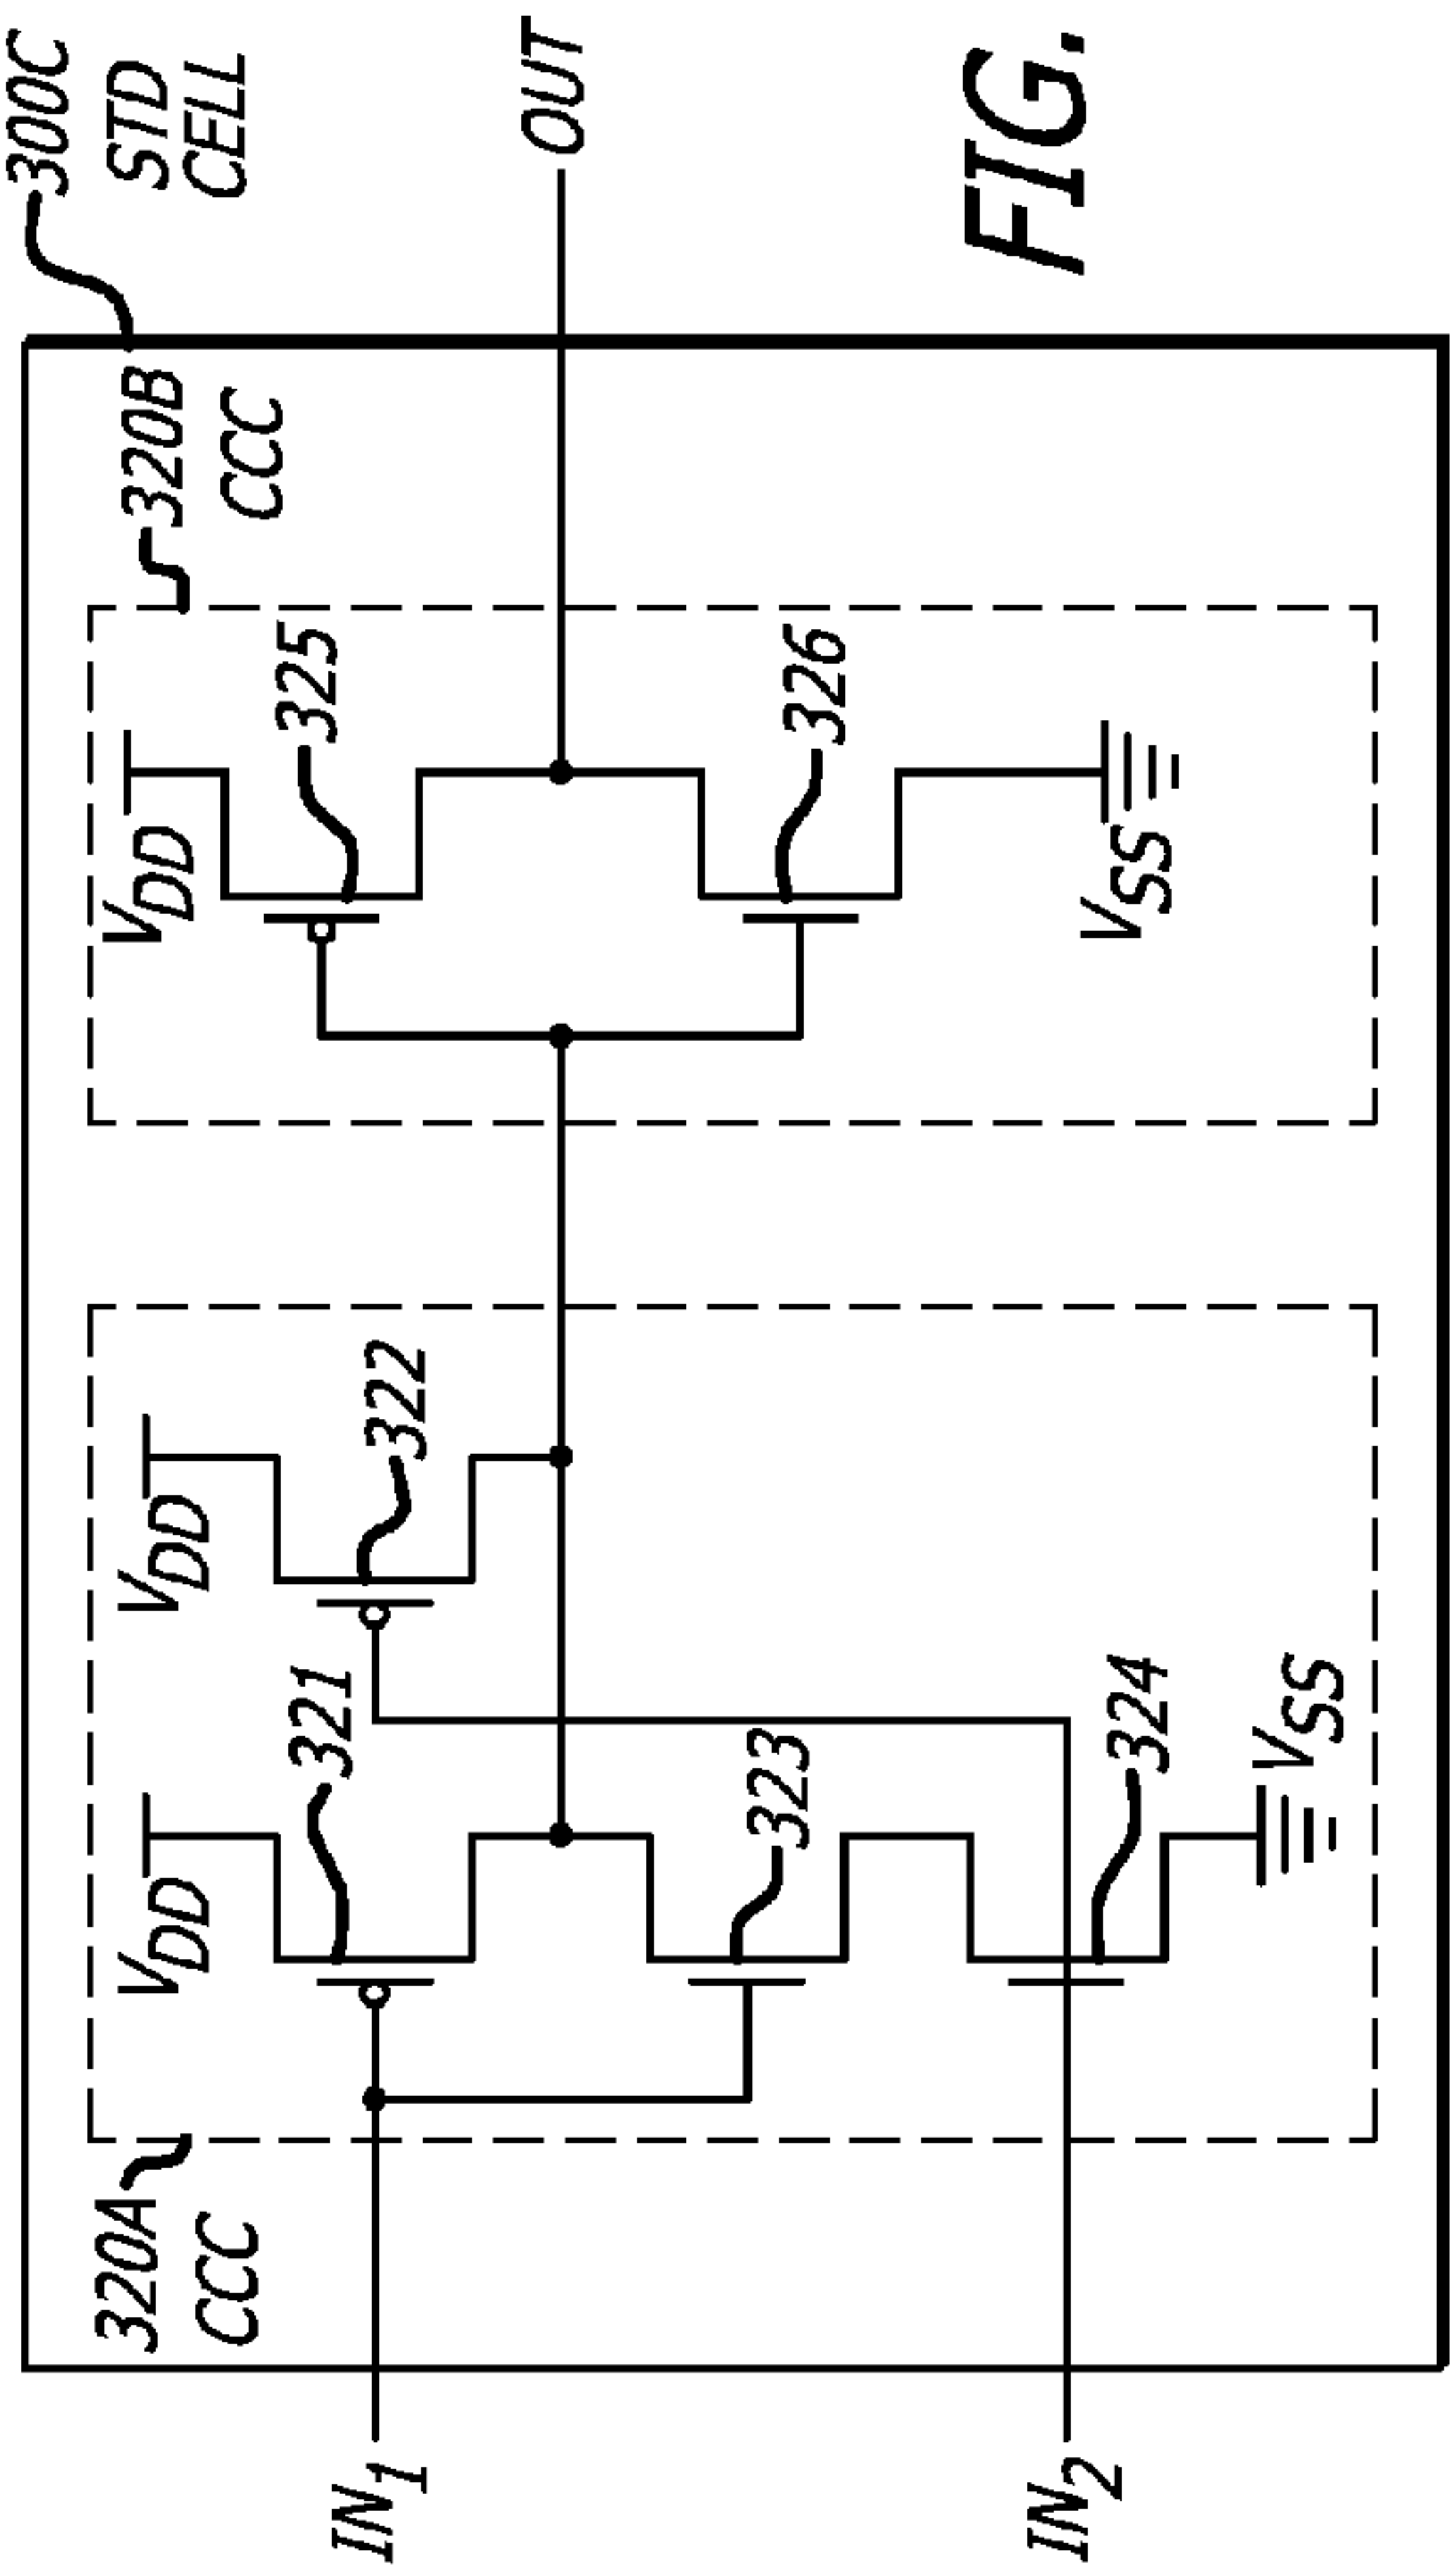 300C
STD
CELL
320A
CCC
320B
CCC
VDD
VDD
VDD
321
322
325
IN1
OUT
323
326
324
IN2
VSS
VSS
FIG.